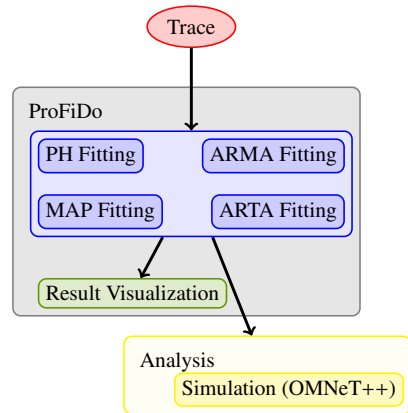 Trace
ProFiDo
PH Fitting ARMA Fitting
MAP Fitting ARTA Fitting
Result Visualization
Analysis
Simulation (OMNeT++)